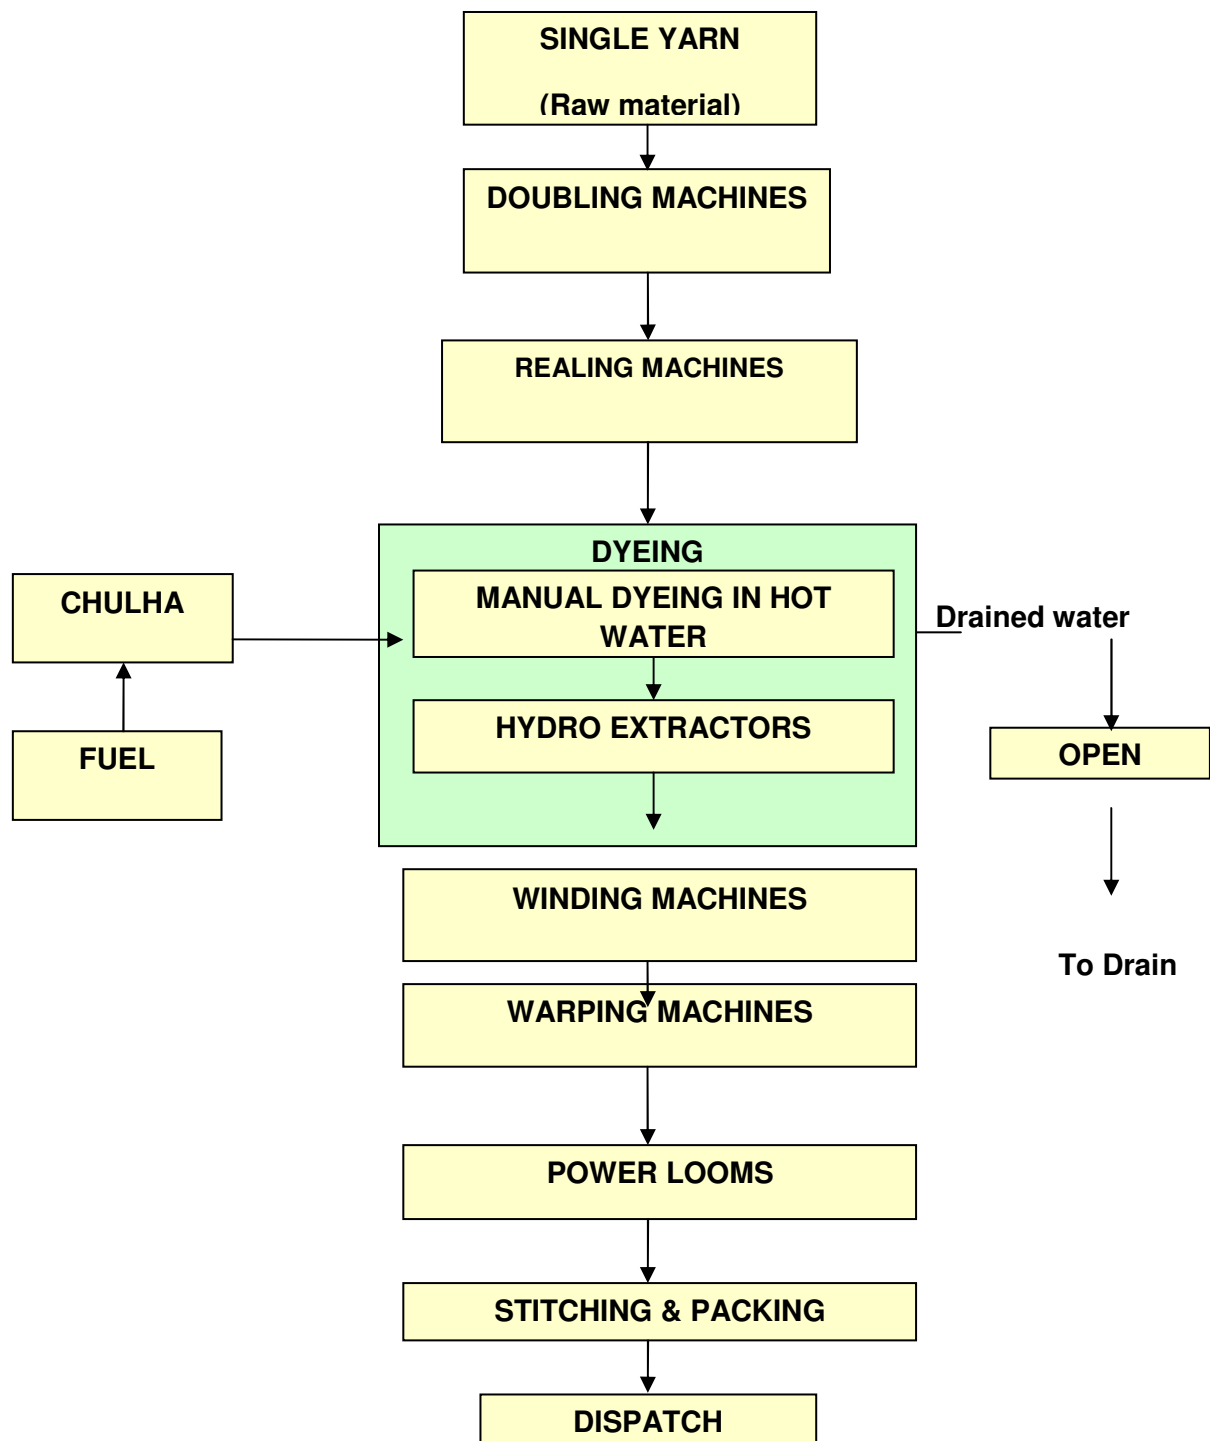 SINGLE YARN
(Raw material)
DOUBLING MACHINES
REALING MACHINES
DYEING
MANUAL DYEING IN HOT
WATER
HYDRO EXTRACTORS
CHULHA
FUEL
Drained water
OPEN
To Drain
WINDING MACHINES
WARPING MACHINES
POWER LOOMS
STITCHING & PACKING
DISPATCH